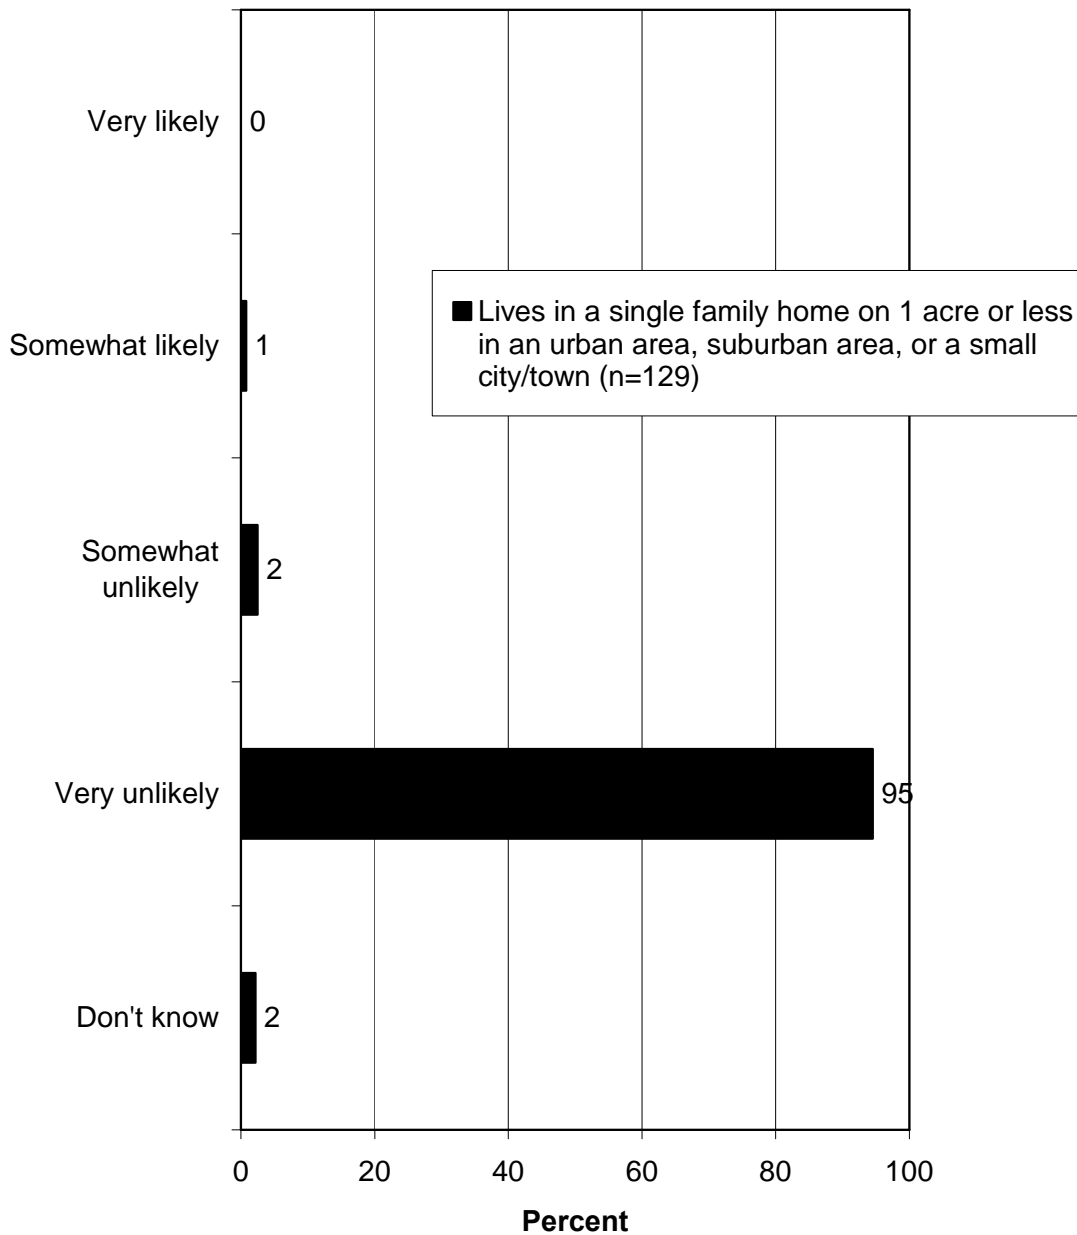 Very likely 0
Somewhat likely 1
■ Lives in a single family home on 1 acre or less
in an urban area, suburban area, or a small
city/town (n=129)
Somewhat
unlikely
2
Very unlikely 95
Don't know 2
0 20 40 60 80 100
Percent